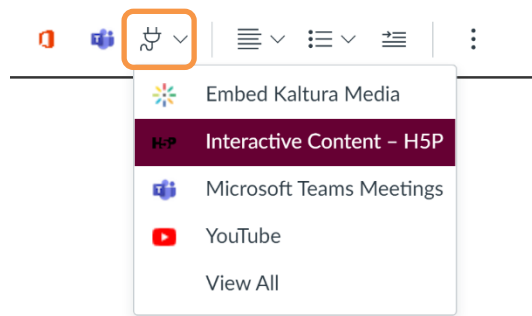 Embed Kaltura Media
H5P Interactive Content – H5P
Microsoft Teams Meetings
YouTube
View All